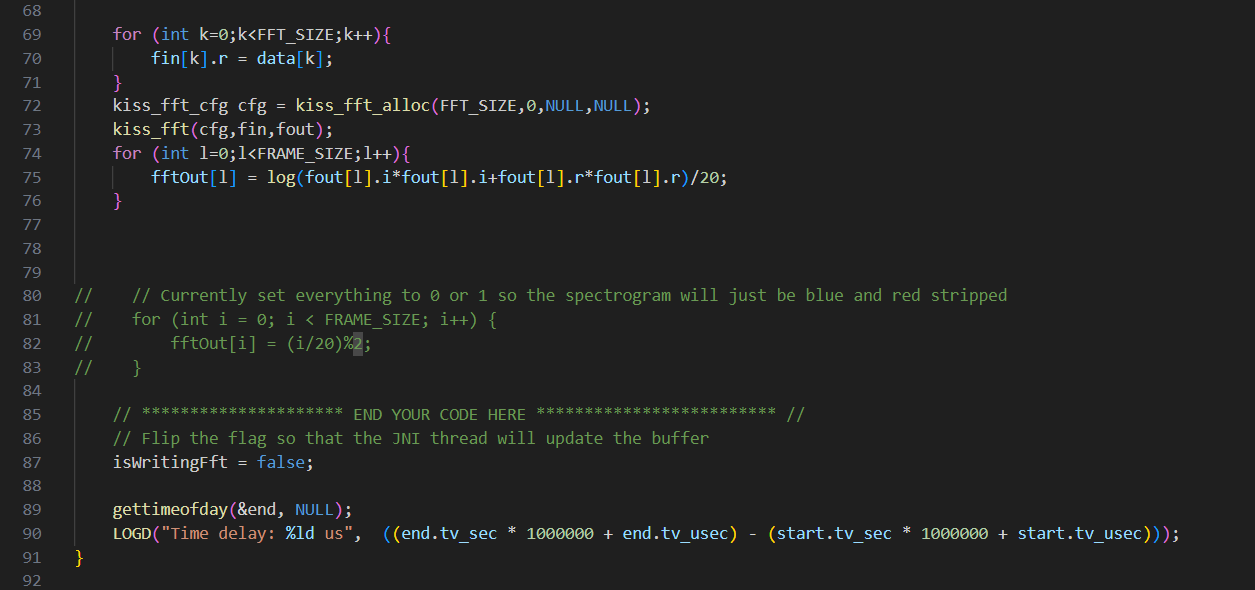 68
69 for (int k=0;k<FFT_SIZE;k++){
70 fin[k].r = data[k];
71 }
72 kiss_fft_cfg cfg = kiss_fft_alloc(FFT_SIZE,0,NULL,NULL);
73 kiss_fft(cfg,fin,fout);
74 for (int l=0;l<FRAME_SIZE;l++){
75 fftOut[l] = log(fout[l].i*fout[l].i+fout[l].r*fout[l].r)/20;
76 }
77
78
79
80 // // Currently set everything to 0 or 1 so the spectrogram will just be blue and red stripped
81 // for (int i = 0; i < FRAME_SIZE; i++) {
82 // fftOut[i] = (i/20)%2;
83 // }
84
85 // ********************* END YOUR CODE HERE ************************* //
86 // Flip the flag so that the JNI thread will update the buffer
87 isWritingFft = false;
88
89 gettimeofday(&end, NULL);
90 LOGD("Time delay: %ld us", ((end.tv_sec * 1000000 + end.tv_usec) - (start.tv_sec * 1000000 + start.tv_usec)));
91 }
92